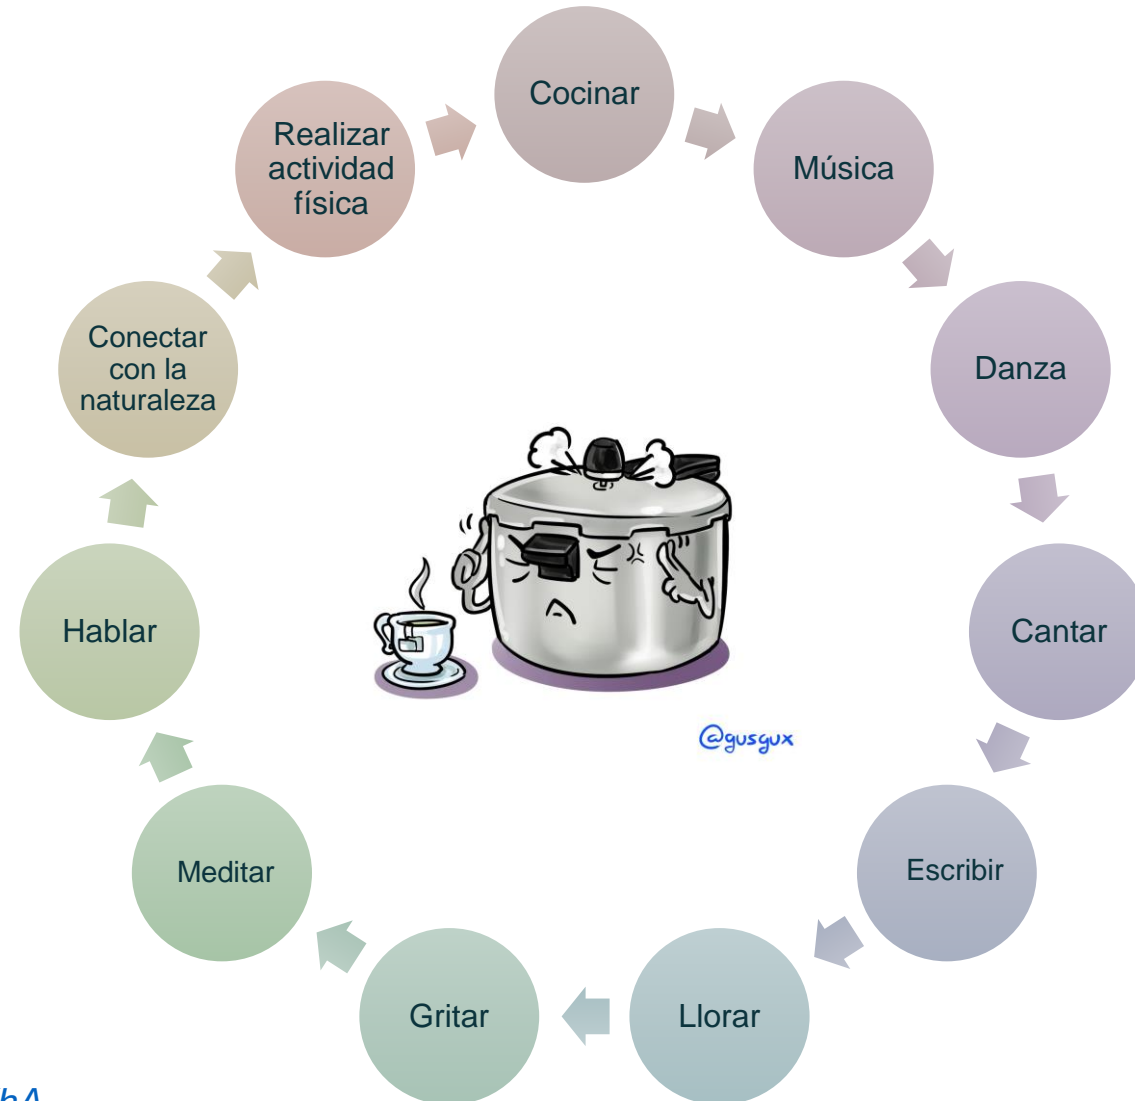 Cocinar
Música
Danza
Cantar
Escribir
Llorar
Gritar
Meditar
Hablar
Conectar
con la
naturaleza
Realizar
actividad
física
@gusgux